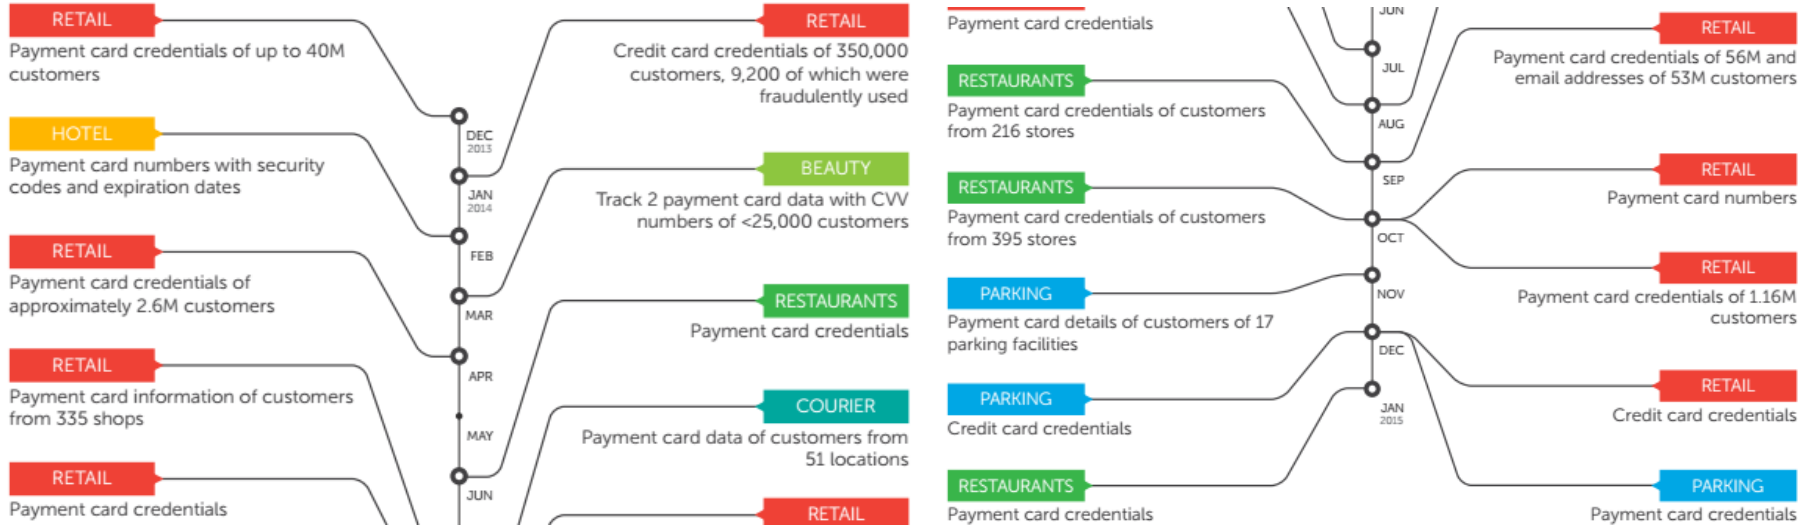 RETAIL
Payment card credentials of up to 40M
customers
HOTEL
Payment card numbers with security
codes and expiration dates
RETAIL
Payment card credentials of
approximately 2.6M customers
RETAIL
Payment card information of customers
from 335 shops
RETAIL
Payment card credentials
DEC
2013
JAN
2014
FEB
MAR
APR
MAY
JUN
RETAIL
Credit card credentials of 350,000
customers, 9,200 of which were
fraudulently used
BEAUTY
Track 2 payment card data with CVV
numbers of <25,000 customers
RESTAURANTS
Payment card credentials
COURIER
Payment card data of customers from
51 locations
RETAIL
Payment card credentials
RESTAURANTS
Payment card credentials of customers
from 216 stores
RESTAURANTS
Payment card credentials of customers
from 395 stores
PARKING
Payment card details of customers of 17
parking facilities
PARKING
Credit card credentials
RESTAURANTS
Payment card credentials
JUN
JUL
AUG
SEP
OCT
NOV
DEC
JAN
2015
RETAIL
Payment card credentials of 56M and
email addresses of 53M customers
RETAIL
Payment card numbers
RETAIL
Payment card credentials of 1.16M
customers
RETAIL
Credit card credentials
PARKING
Payment card credentials